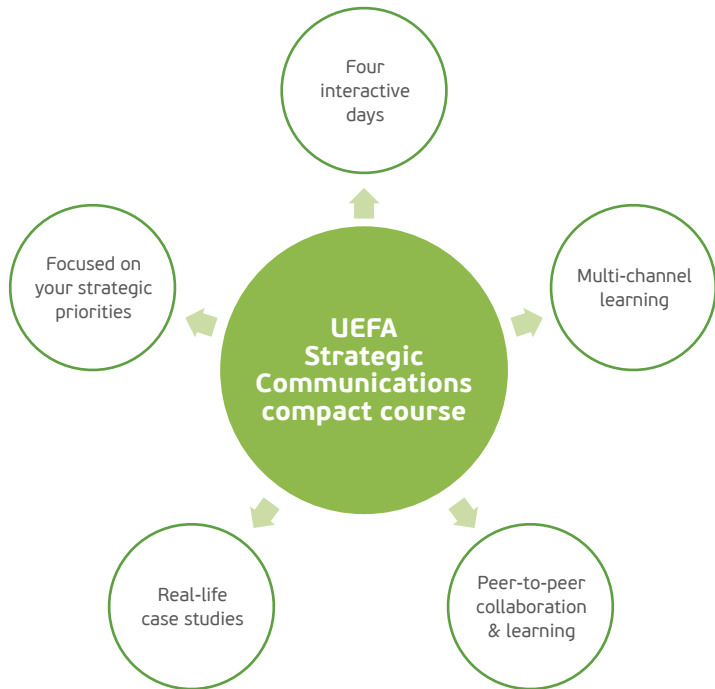 Four
interactive
days
Focused on
your strategic
priorities
Multi-channel
learning
UEFA
Strategic
Communications
compact course
Real-life
case studies
Peer-to-peer
collaboration
& learning